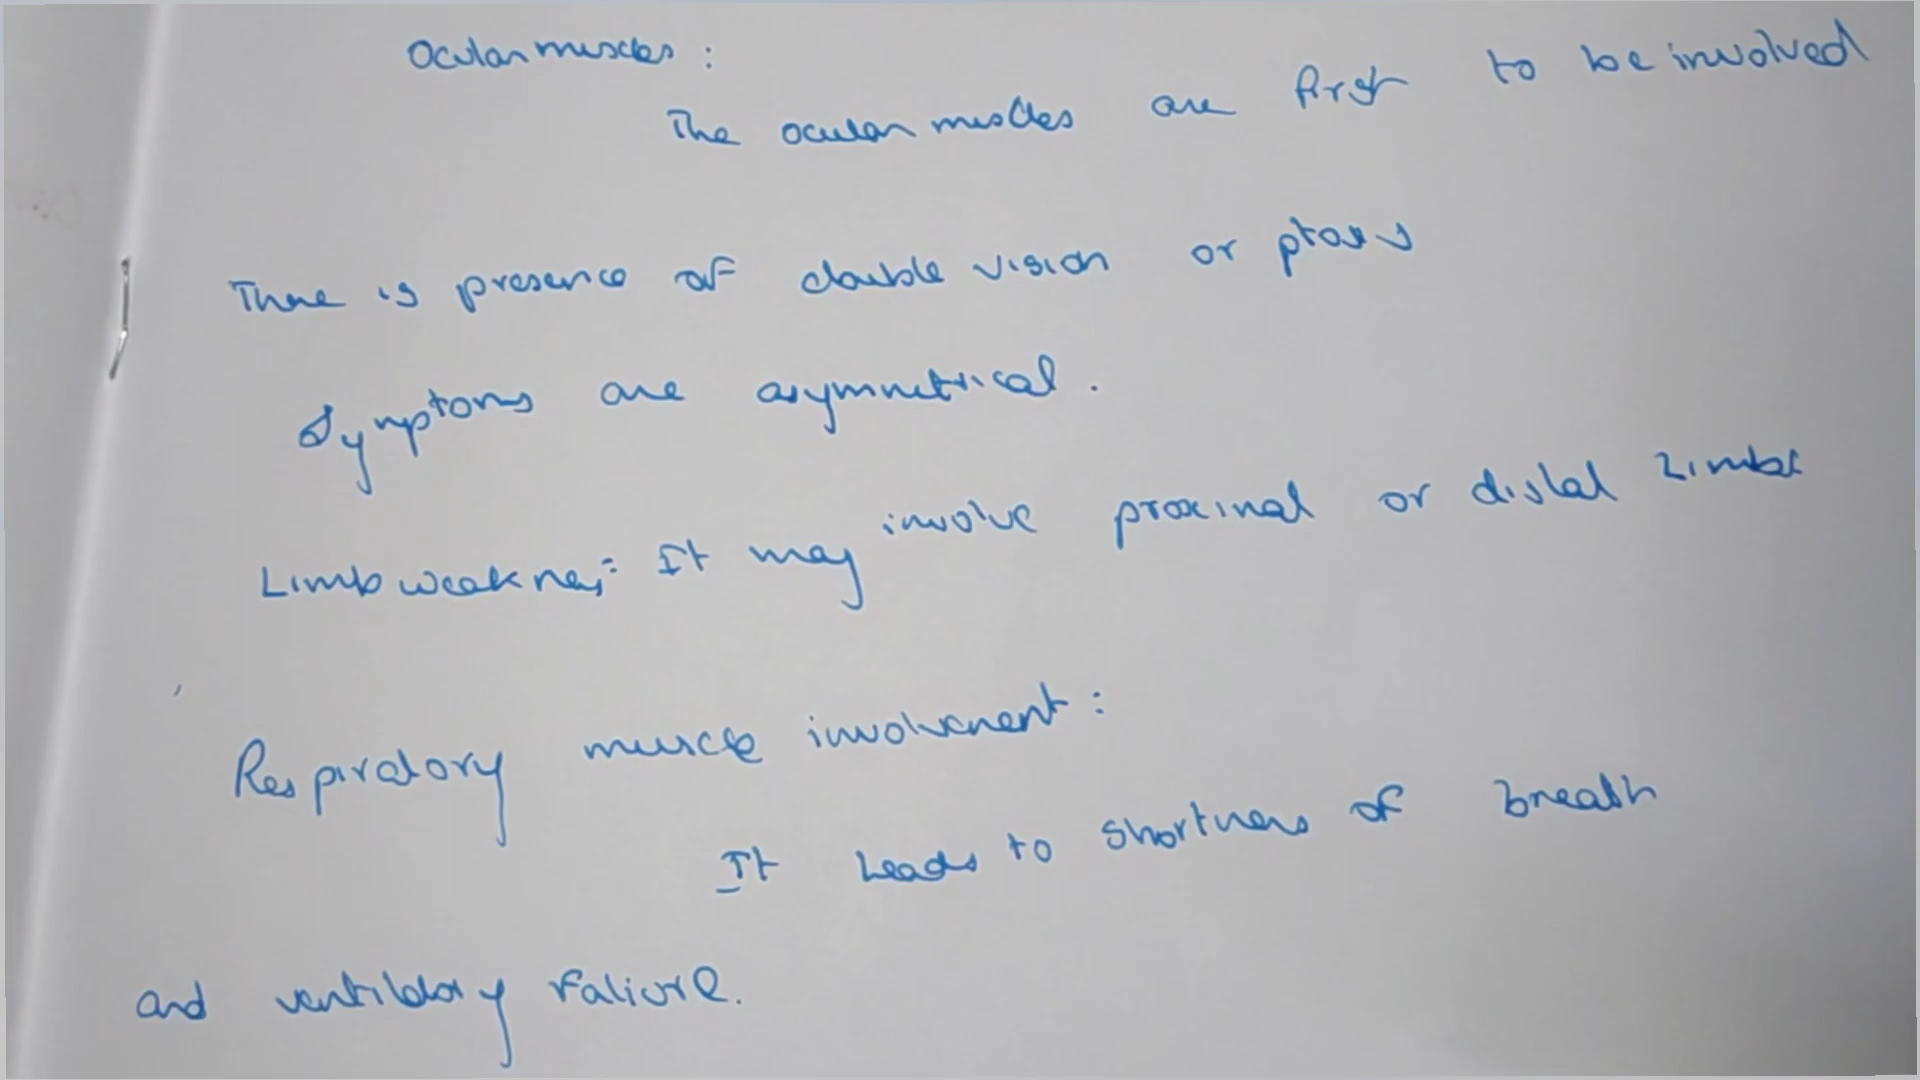 Ocular muscles :
The ocular muscles are first to be involved
There is presence of double vision or ptosis
Symptoms are asymmetrical .
Limb weakness: It may involve proximal or distal Limbs
Respiratory muscle involvement :
It leads to shortness of breath
and ventilatory faliure.